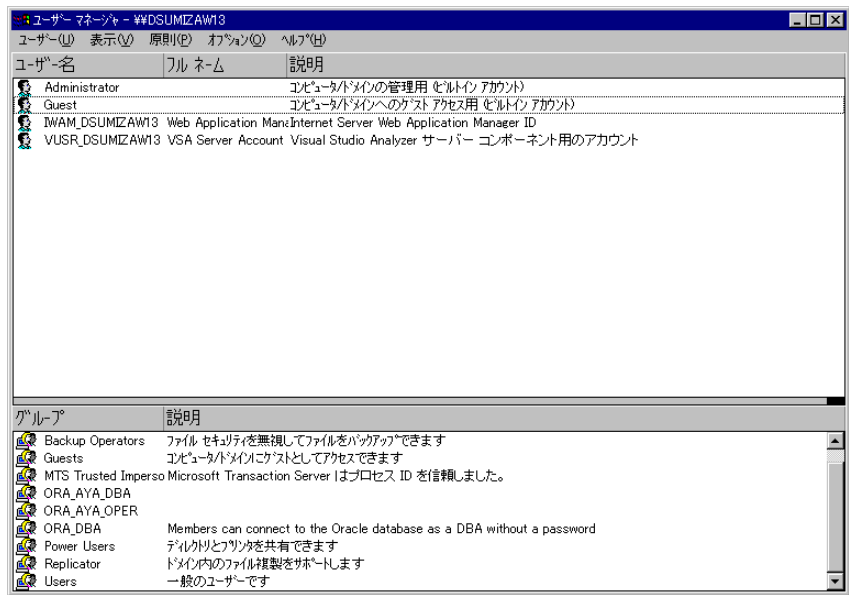 ユーザー マネージャ - ¥¥DSUMIZAW13
ユーザー(U) 表示(V) 原則(P) オプション(O) ヘルプ(H)
ユーザー名 フル ネーム 説明
Administrator コンピュータ/ドメインの管理用 (ビルトイン アカウント)
Guest コンピュータ/ドメインへのゲスト アクセス用 (ビルトイン アカウント)
IWAM_DSUMIZAW13 Web Application Mana Internet Server Web Application Manager ID
VUSR_DSUMIZAW13 VSA Server Account Visual Studio Analyzer サーバー コンポーネント用のアカウント
グループ 説明
Backup Operators ファイル セキュリティを無視してファイルをバックアップできます
Guests コンピュータ/ドメインにゲストとしてアクセスできます
MTS Trusted Imperso Microsoft Transaction Server はプロセス ID を信頼しました。
ORA_AYA_DBA
ORA_AYA_OPER
ORA_DBA Members can connect to the Oracle database as a DBA without a password
Power Users ディレクトリとプリンタを共有できます
Replicator ドメイン内のファイル複製をサポートします
Users 一般のユーザーです